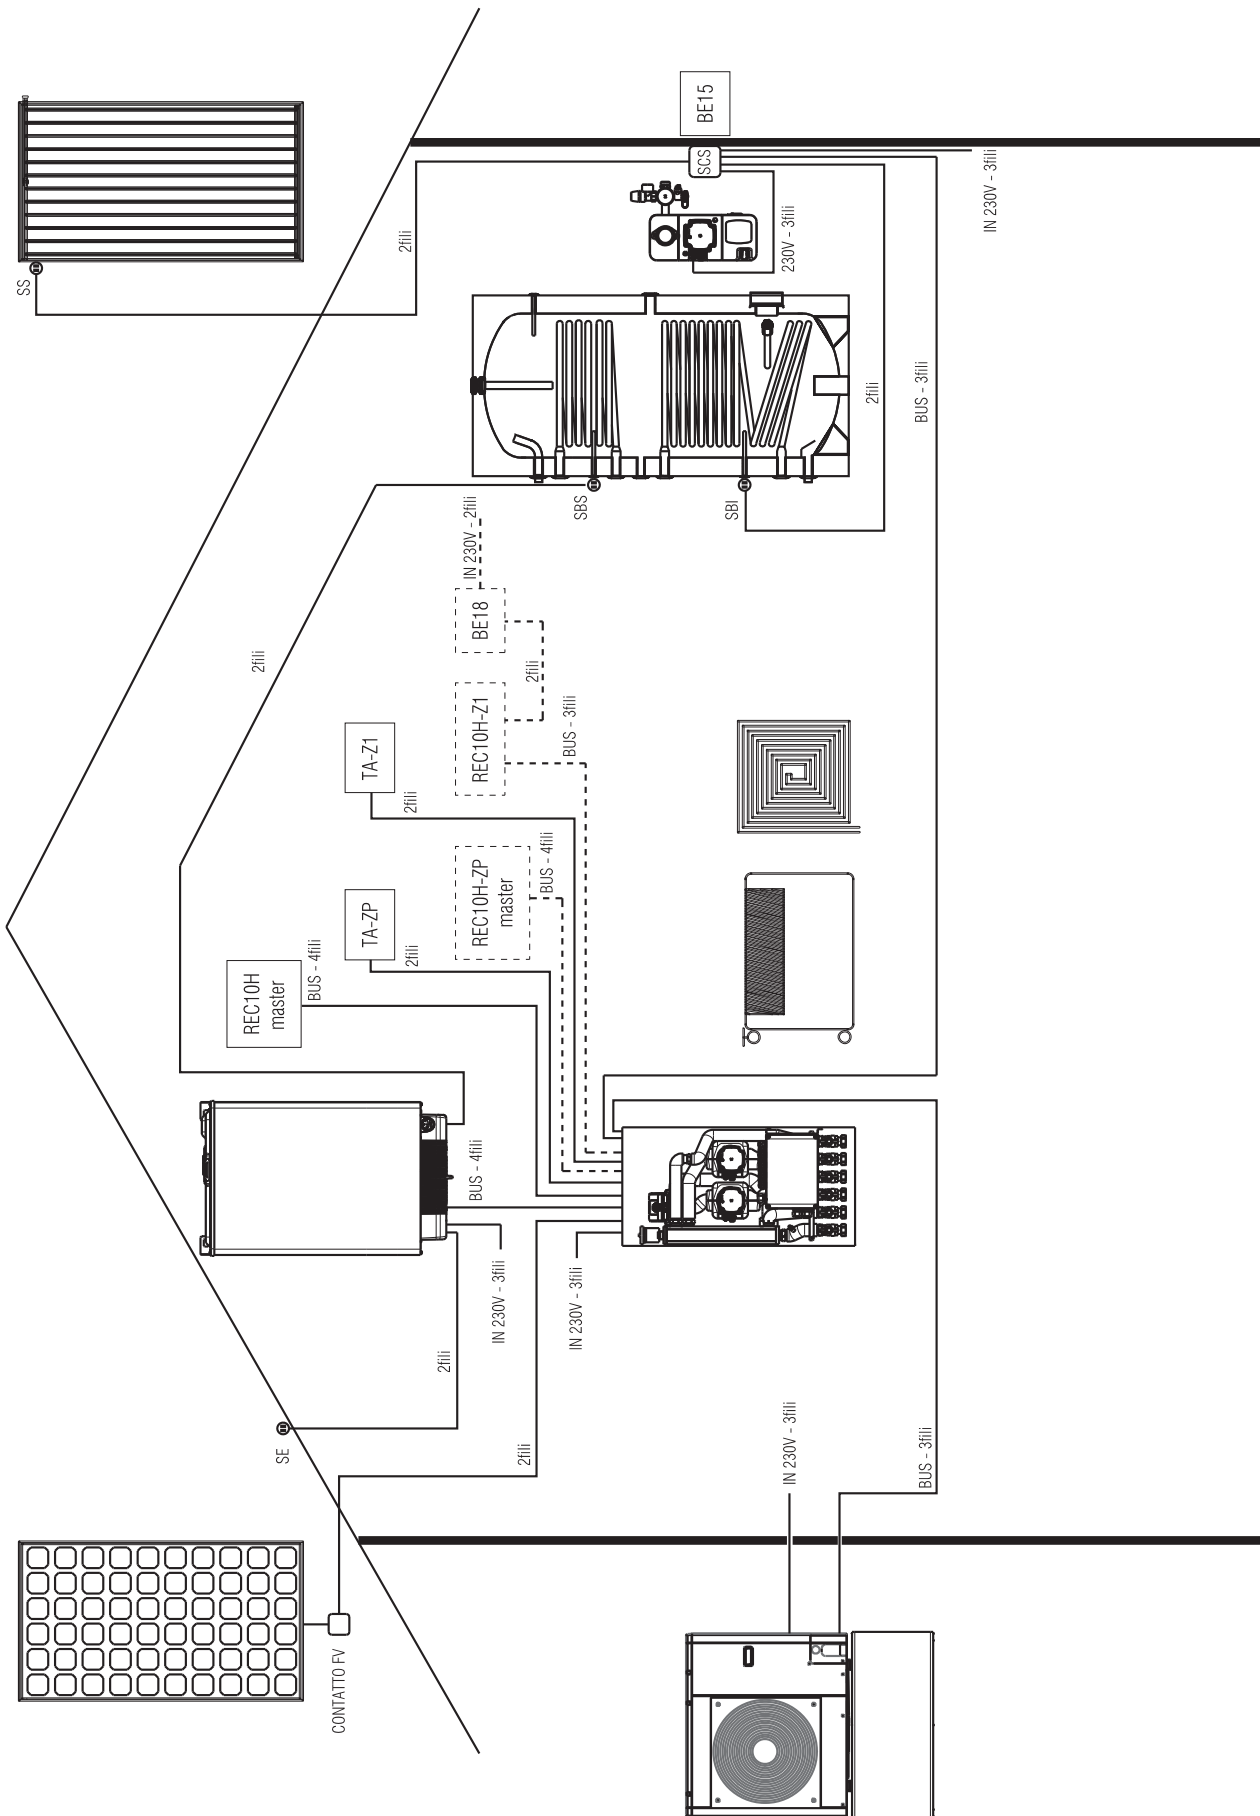 CONTATTO FV
SE
2fili
2fili
IN 230V - 3fili
IN 230V - 3fili
BUS - 4fili
IN 230V - 3fili
BUS - 3fili
REC10H
master
BUS - 4fili
TA-ZP
2fili
REC10H-ZP
master
BUS - 4fili
TA-Z1
2fili
REC10H-Z1
BUS - 3fili
2fili
BE18
IN 230V - 2fili
2fili
SBS
SBI
2fili
BUS - 3fili
SS
2fili
230V - 3fili
SCS
BE15
IN 230V - 3fili